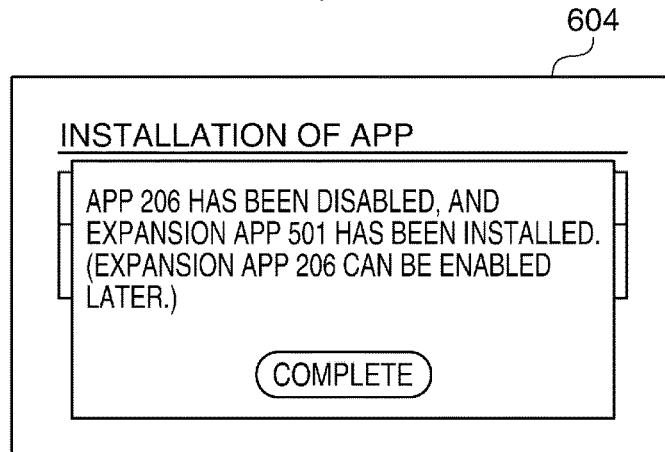 604
INSTALLATION OF APP
APP 206 HAS BEEN DISABLED, AND
EXPANSION APP 501 HAS BEEN INSTALLED.
(EXPANSION APP 206 CAN BE ENABLED
LATER.)
COMPLETE